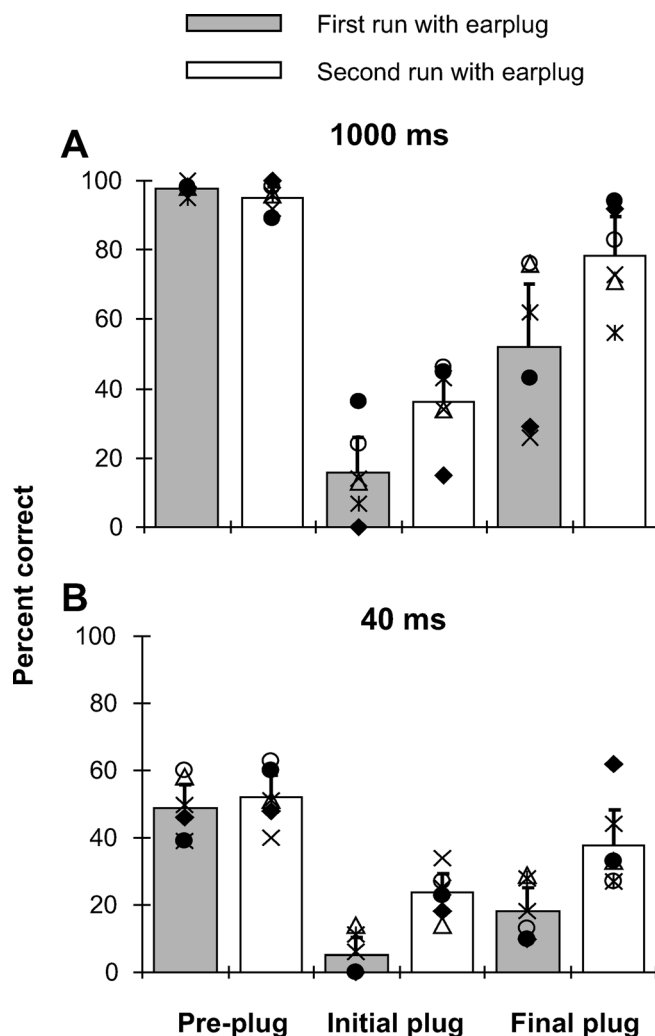 First run with earplug
Second run with earplug
A
1000 ms
100
80
60
40
20
0
Percent correct
B
40 ms
100
80
60
40
20
0
Pre-plug Initial plug Final plug